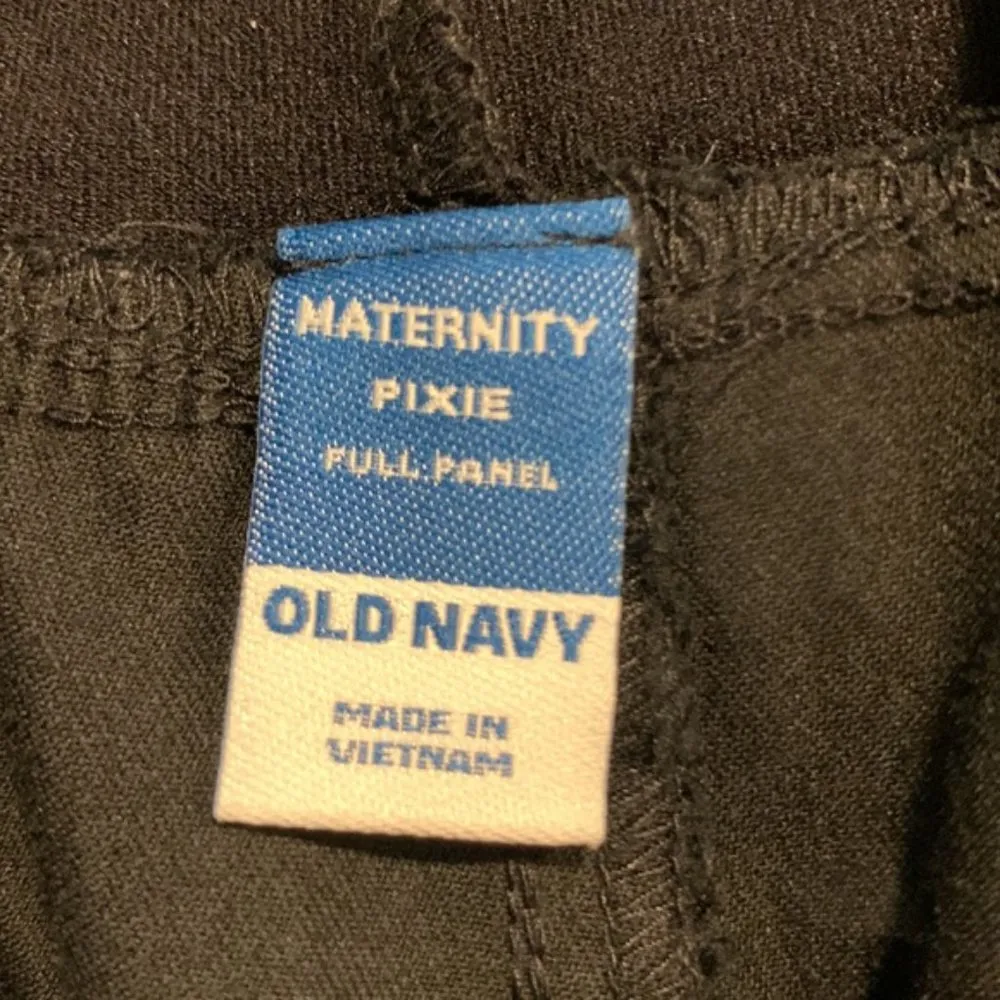 MATERNITY
PIXIE
FULL PANEL
OLD NAVY
MADE IN
VIETNAM